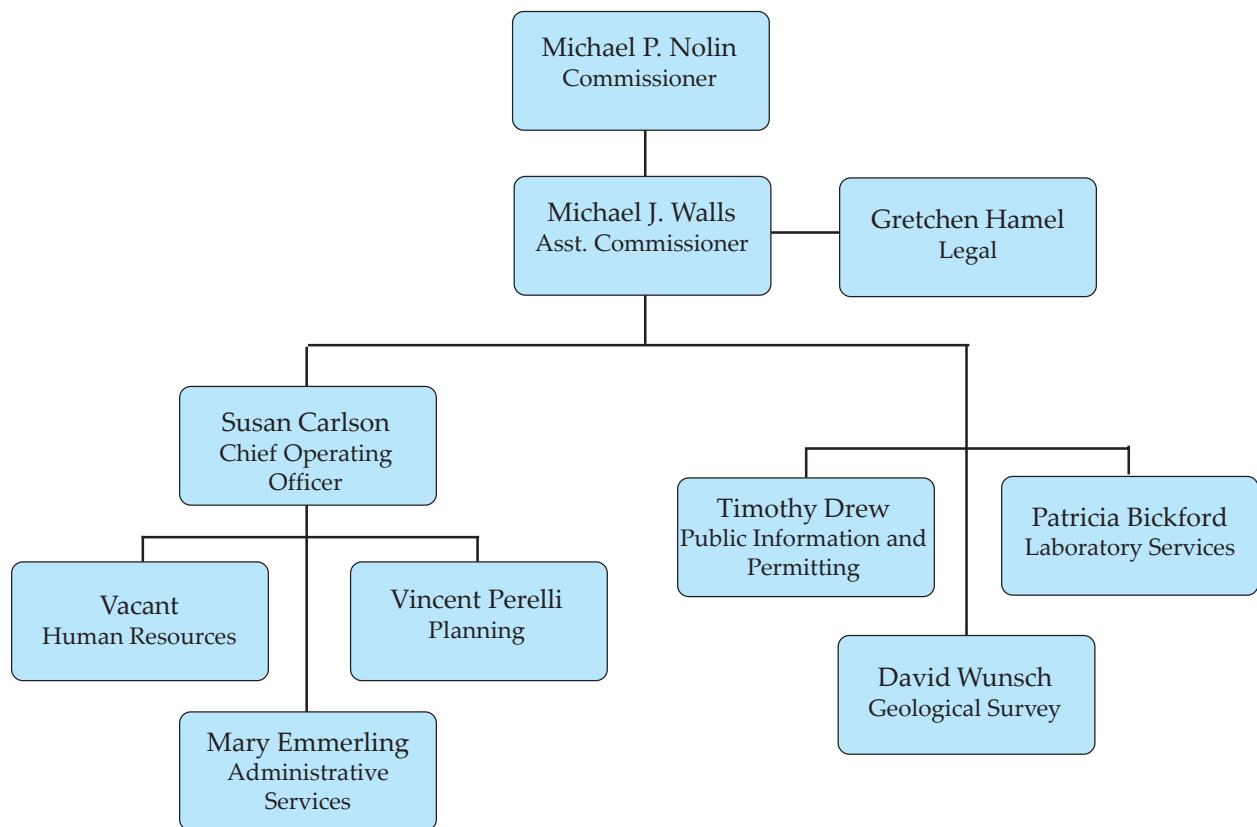 Michael P. Nolin
Commissioner
Michael J. Walls
Asst. Commissioner
Gretchen Hamel
Legal
Susan Carlson
Chief Operating
Officer
Timothy Drew
Public Information and
Permitting
Patricia Bickford
Laboratory Services
Vacant
Human Resources
Vincent Perelli
Planning
David Wunsch
Geological Survey
Mary Emmerling
Administrative
Services